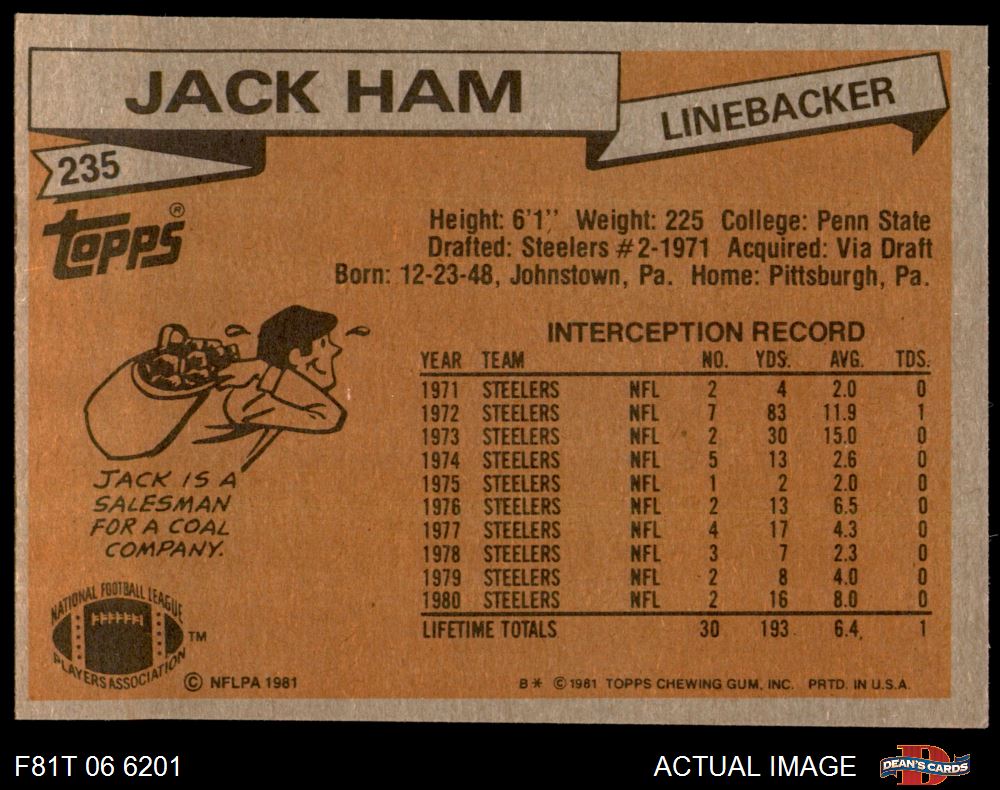 JACK HAM
LINEBACKER
235
Topps®
Height: 6'1'' Weight: 225 College: Penn State
Drafted: Steelers #2-1971 Acquired: Via Draft
Born: 12-23-48, Johnstown, Pa. Home: Pittsburgh, Pa.
INTERCEPTION RECORD
YEAR TEAM NO. YDS. AVG. TDS.
1971 STEELERS NFL 2 4 2.0 0
1972 STEELERS NFL 7 83 11.9 1
1973 STEELERS NFL 2 30 15.0 0
1974 STEELERS NFL 5 13 2.6 0
1975 STEELERS NFL 1 2 2.0 0
1976 STEELERS NFL 2 13 6.5 0
1977 STEELERS NFL 4 17 4.3 0
1978 STEELERS NFL 3 7 2.3 0
1979 STEELERS NFL 2 8 4.0 0
1980 STEELERS NFL 2 16 8.0 0
LIFETIME TOTALS 30 193 6.4 1
JACK IS A
SALESMAN
FOR A COAL
COMPANY.
NATIONAL FOOTBALL LEAGUE
PLAYERS ASSOCIATION
TM
© NFLPA 1981
B* © 1981 TOPPS CHEWING GUM, INC. PRTD. IN U.S.A.
F81T 06 6201
ACTUAL IMAGE
D
DEAN'S CARDS